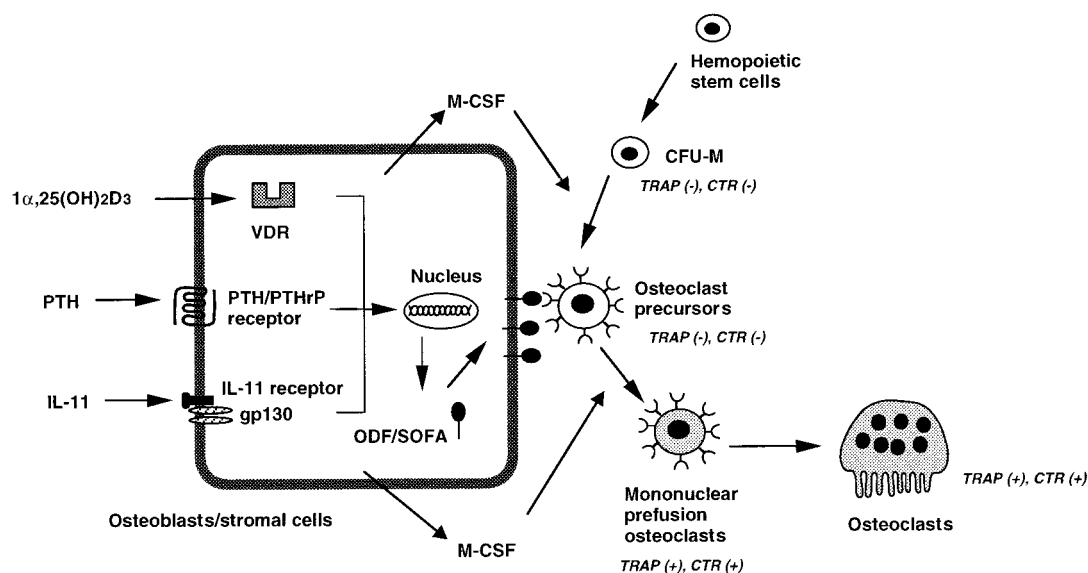 Hemopoietic
stem cells
M-CSF
CFU-M
TRAP (-), CTR (-)
1α,25(OH)2D3
VDR
Nucleus
PTH
PTH/PTHrP
receptor
Osteoclast
precursors
TRAP (-), CTR (-)
IL-11
IL-11 receptor
gp130
ODF/SOFA
Mononuclear
prefusion
osteoclasts
TRAP (+), CTR (+)
TRAP (+), CTR (+)
Osteoclasts
Osteoblasts/stromal cells
M-CSF